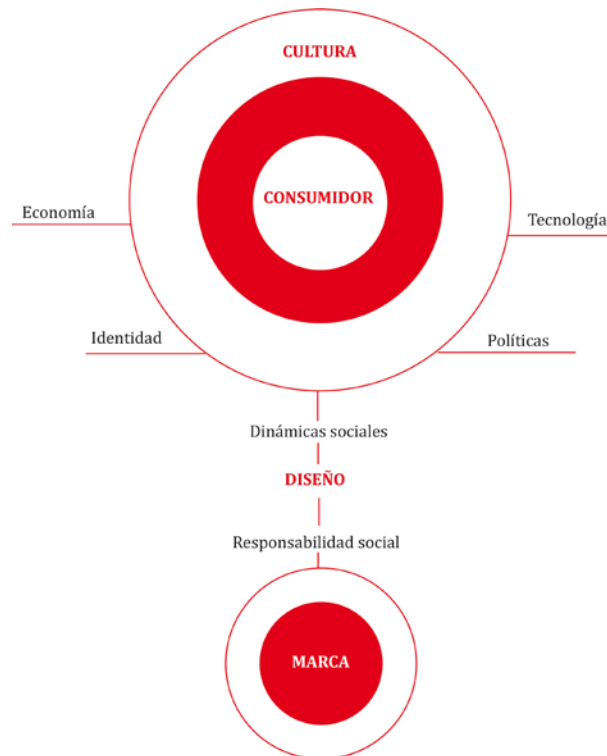 CULTURA
CONSUMIDOR
Economía
Tecnología
Identidad
Políticas
Dinámicas sociales
DISEÑO
Responsabilidad social
MARCA